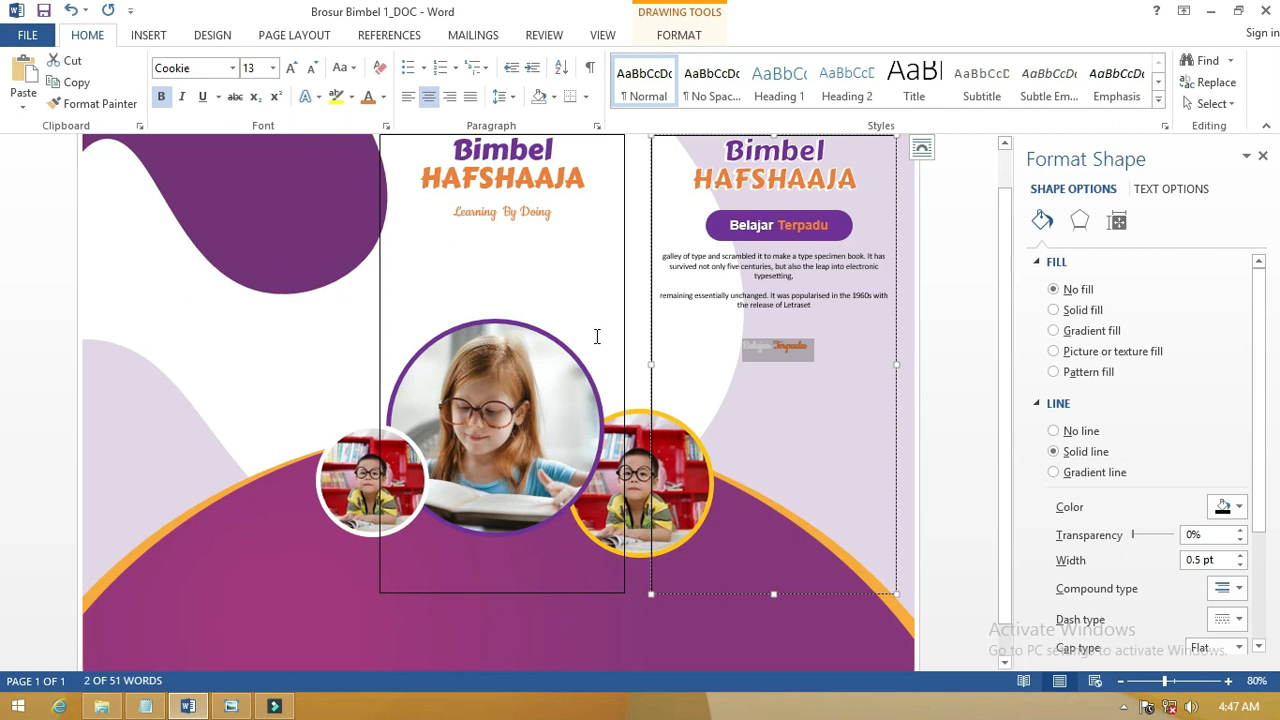 Brosur Bimbel 1_DOC - Word
DRAWING TOOLS
?
FILE
HOME
INSERT
DESIGN
PAGE LAYOUT
REFERENCES
MAILINGS
REVIEW
VIEW
FORMAT
Sign in
Paste
Cut
Copy
Format Painter
Clipboard
Cookie
13
Aa
B I U abc x₂ x²
A
Font
Paragraph
AaBbCcDc
¶ Normal
AaBbCcDc
¶ No Spac...
AaBbCc
Heading 1
AaBbCcC
Heading 2
AaBl
Title
AaBbCcD
Subtitle
AaBbCcDc
Subtle Em...
AaBbCcDc
Emphasis
Styles
Find
Replace
Select
Editing
Bimbel
HAFSHAAJA
Learning By Doing
Bimbel
HAFSHAAJA
Belajar Terpadu
galley of type and scrambled it to make a type specimen book. It has
survived not only five centuries, but also the leap into electronic
typesetting,
remaining essentially unchanged. It was popularised in the 1960s with
the release of Letraset
Belajar Terpadu
Format Shape
SHAPE OPTIONS
TEXT OPTIONS
FILL
No fill
Solid fill
Gradient fill
Picture or texture fill
Pattern fill
LINE
No line
Solid line
Gradient line
Color
Transparency
0%
Width
0.5 pt
Compound type
Dash type
Cap type
Flat
Activate Windows
Go to PC settings to activate Windows.
PAGE 1 OF 1
2 OF 51 WORDS
80%
4:47 AM